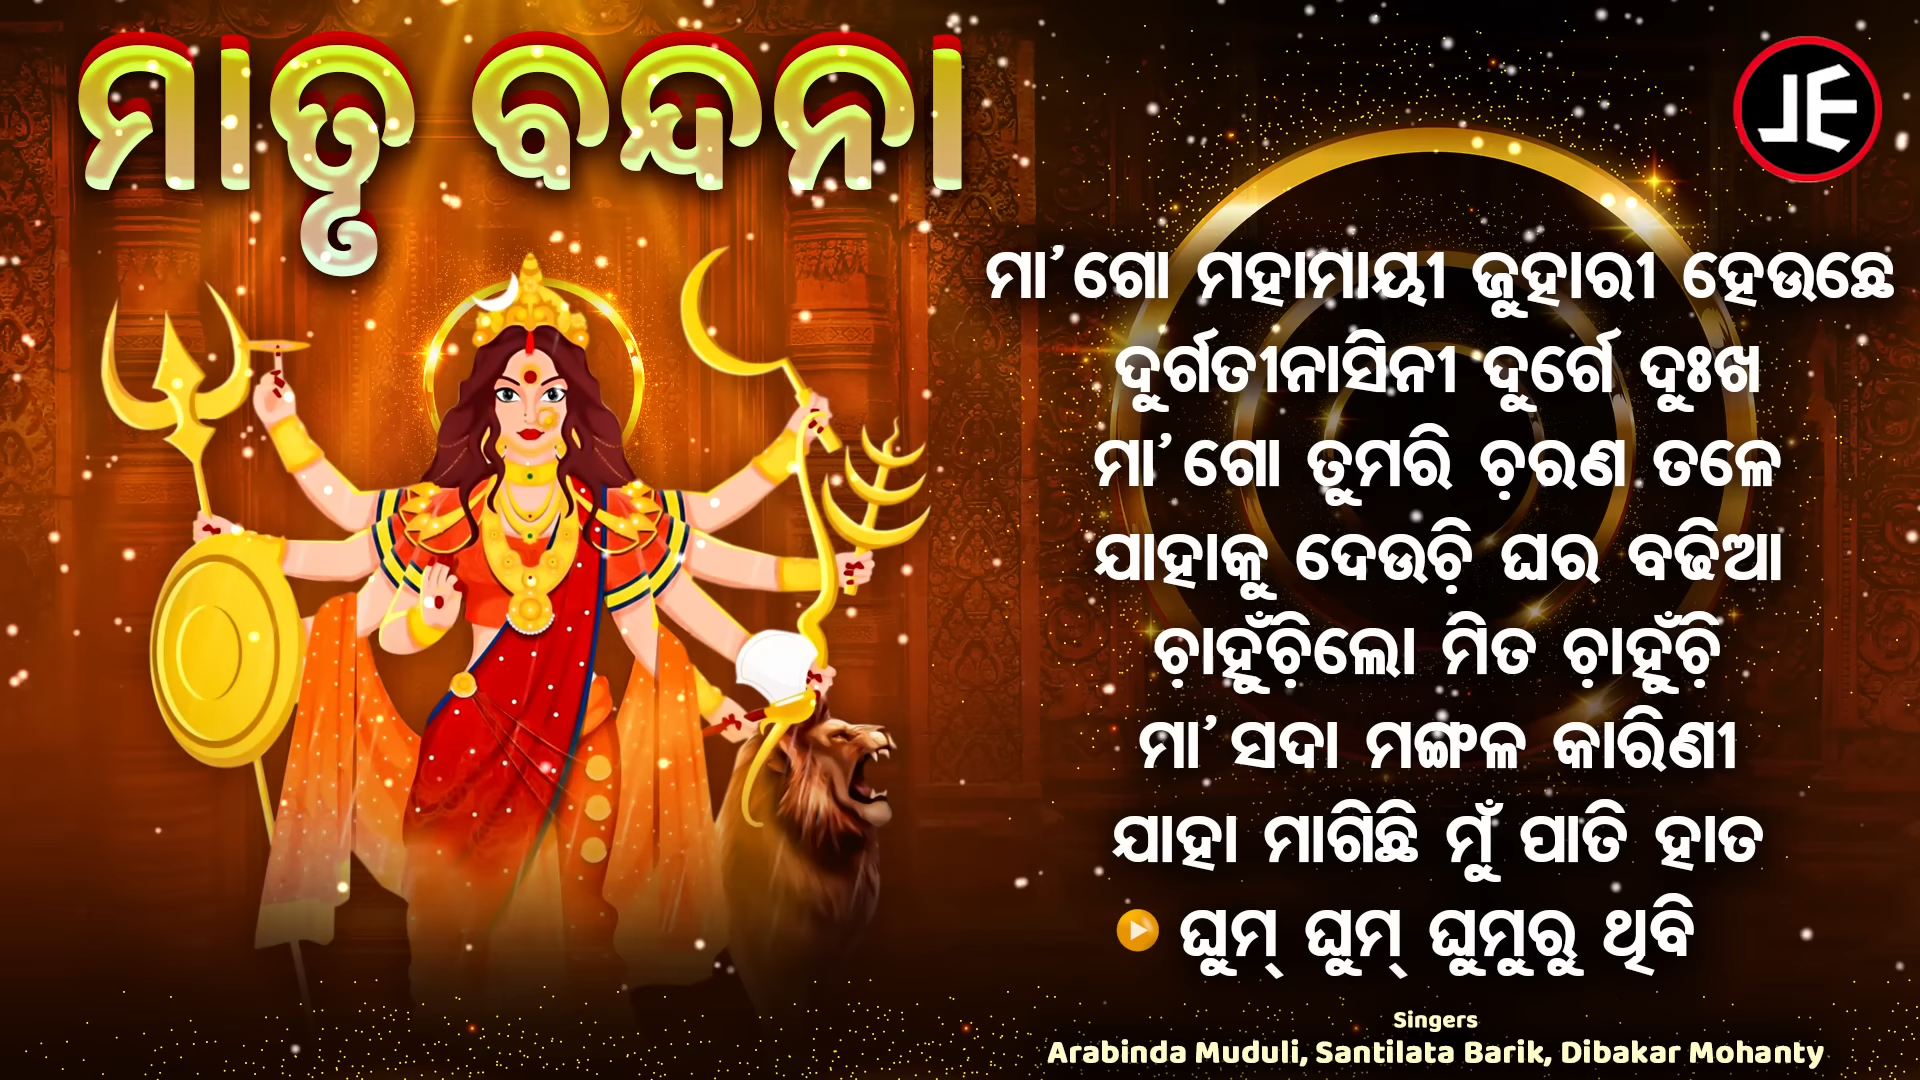 ମାତୃ ବନ୍ଦନା
JE
ମା’ଗୋ ମହାମାୟୀ ଜୁହାରୀ ହେଉଛେ
ଦୁର୍ଗତୀନାସିନୀ ଦୁର୍ଗେ ଦୁଃଖ
ମା’ଗୋ ତୁମରି ଚ଼ରଣ ତଳେ
ଯାହାକୁ ଦେଉଚ଼ି ଘର ବଢିଆ
ଚ଼ାହୁଁଚ଼ିଲୋ ମିତ ଚ଼ାହୁଁଚ଼ି
ମା’ସଦା ମଙ୍ଗଳ କାରିଣୀ
ଯାହା ମାଗିଛି ମୁଁ ପାତି ହାତ
ଘୁମ୍ ଘୁମ୍ ଘୁମୁରୁ ଥିବି
Singers
Arabinda Muduli, Santilata Barik, Dibakar Mohanty